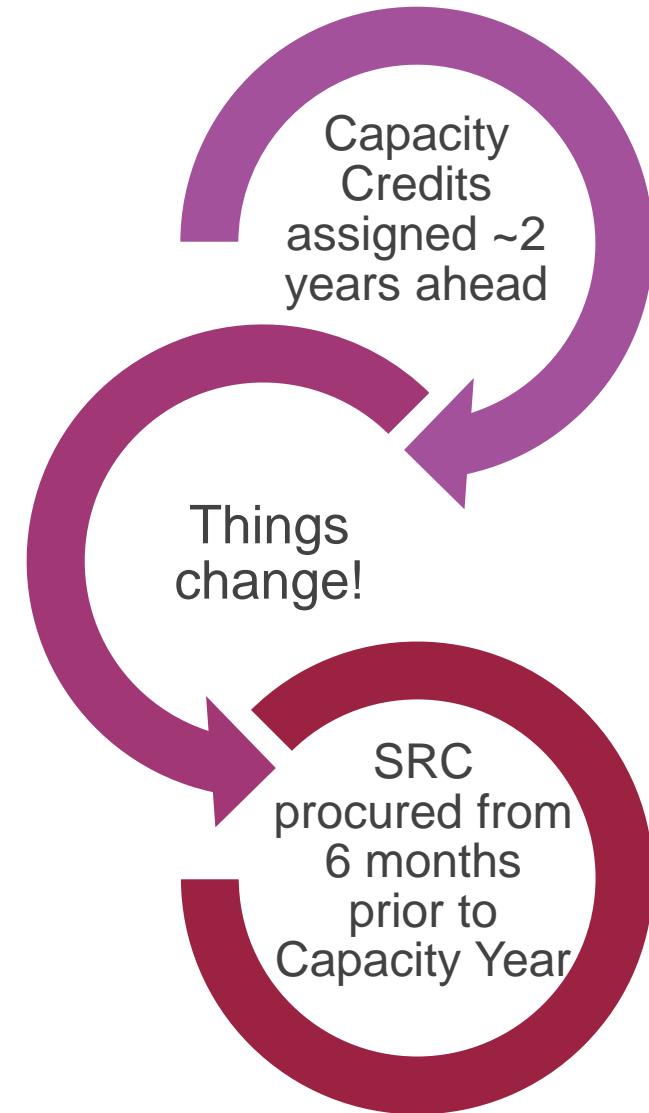 Capacity
Credits
assigned ~2
years ahead
Things
change!
SRC
procured from
6 months
prior to
Capacity Year